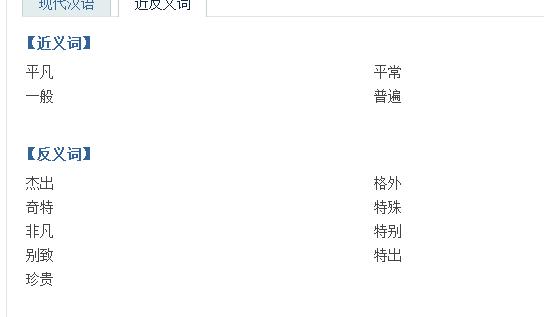 现代汉语 近反义词
【近义词】
平凡 平常
一般 普遍
【反义词】
杰出 格外
奇特 特殊
非凡 特别
别致 特出
珍贵